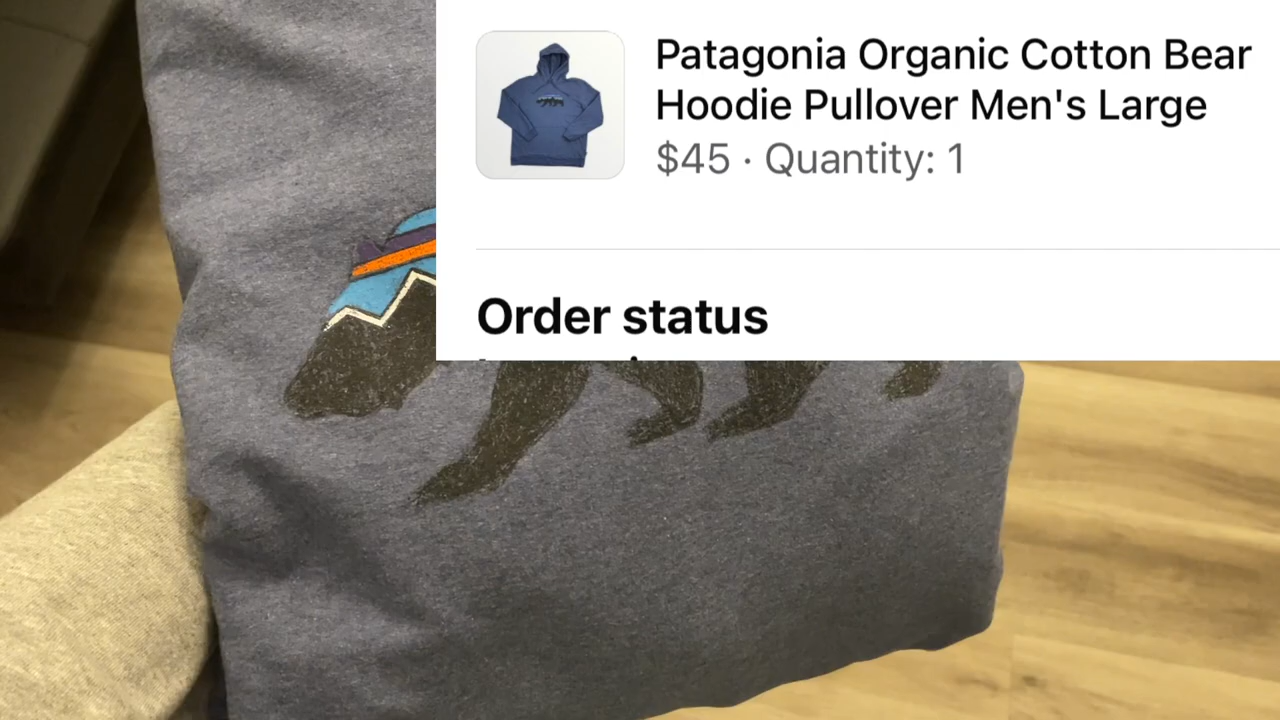 Patagonia Organic Cotton Bear
Hoodie Pullover Men's Large
$45 · Quantity: 1
Order status